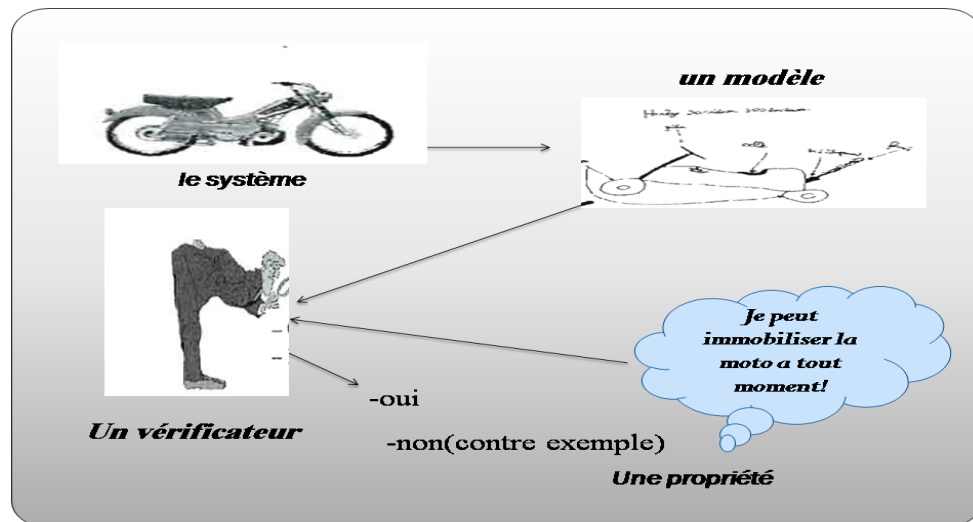 un modèle
le système
Je peut
immobiliser la
moto a tout
moment!
-oui
Un vérificateur
-non(contre exemple)
Une propriété